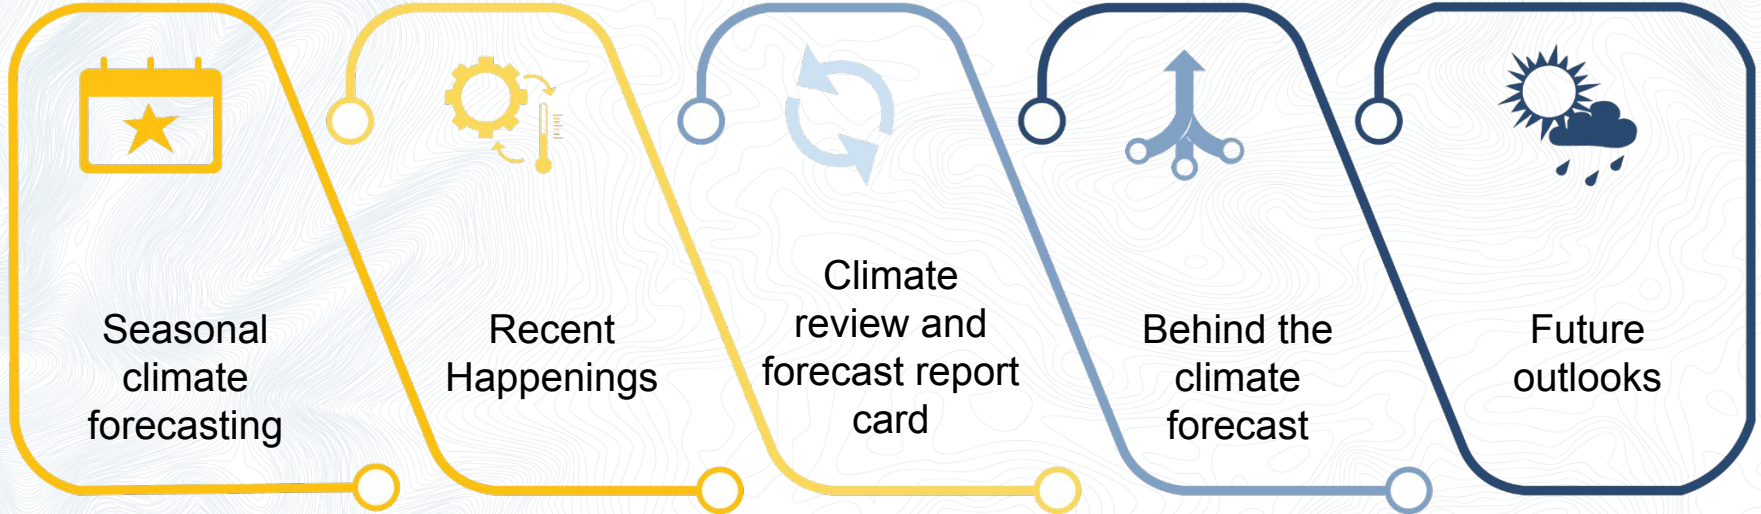 Seasonal
climate
forecasting
Recent
Happenings
Climate
review and
forecast report
card
Behind the
climate
forecast
Future
outlooks